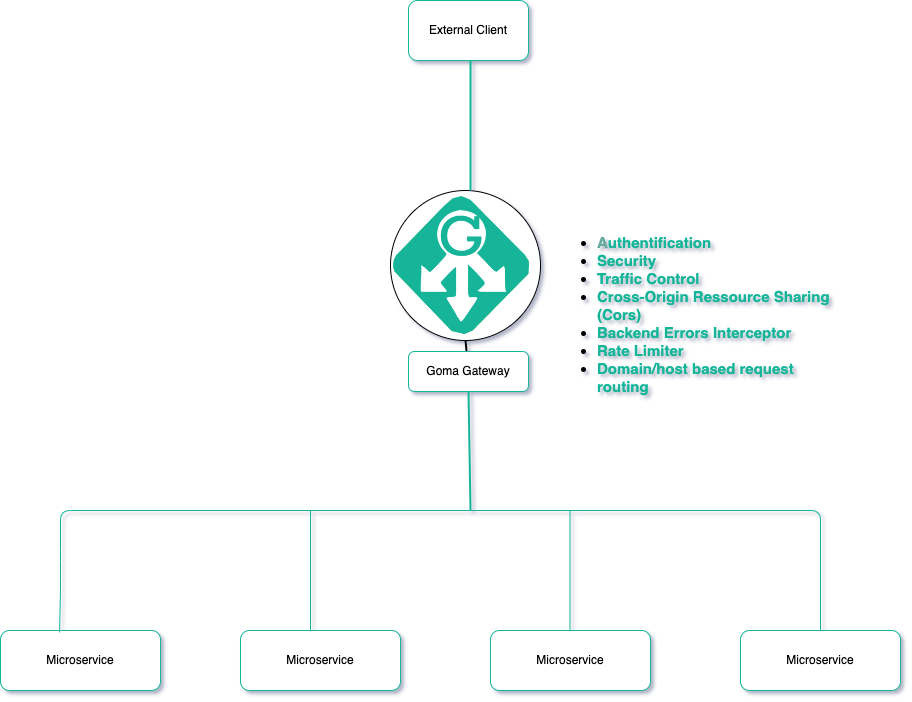 External Client
G
Authentification
Security
Traffic Control
Cross-Origin Ressource Sharing
(Cors)
Backend Errors Interceptor
Rate Limiter
Goma Gateway
Domain/host based request
routing
Microservice
Microservice
Microservice
Microservice